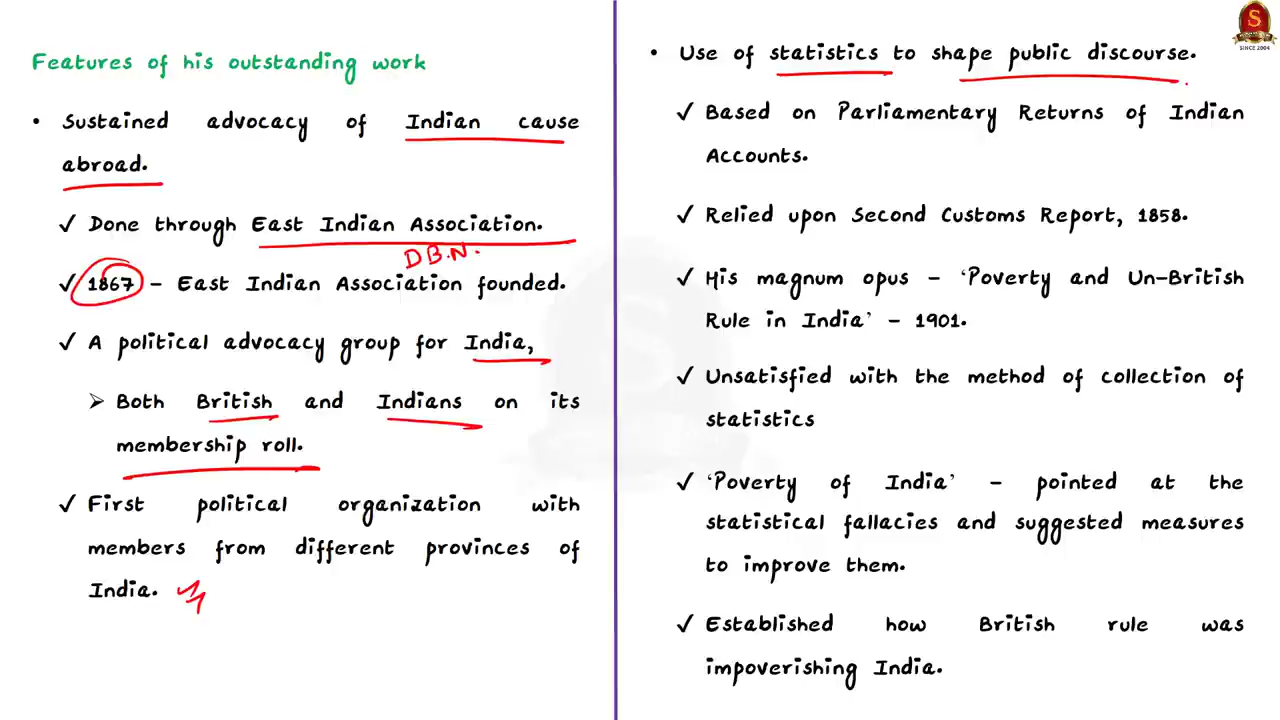 Features of his outstanding work
• Sustained advocacy of Indian cause
abroad.
✓ Done through East Indian Association.
D.B.N.
✓ 1867 – East Indian Association founded.
✓ A political advocacy group for India,
➢ Both British and Indians on its
membership roll.
✓ First political organization with
members from different provinces of
India.
• Use of statistics to shape public discourse.
✓ Based on Parliamentary Returns of Indian
Accounts.
✓ Relied upon Second Customs Report, 1858.
✓ His magnum opus – ‘Poverty and Un-British
Rule in India’ – 1901.
✓ Unsatisfied with the method of collection of
statistics
✓ ‘Poverty of India’ – pointed at the
statistical fallacies and suggested measures
to improve them.
✓ Established how British rule was
impoverishing India.
S
SINCE 2004